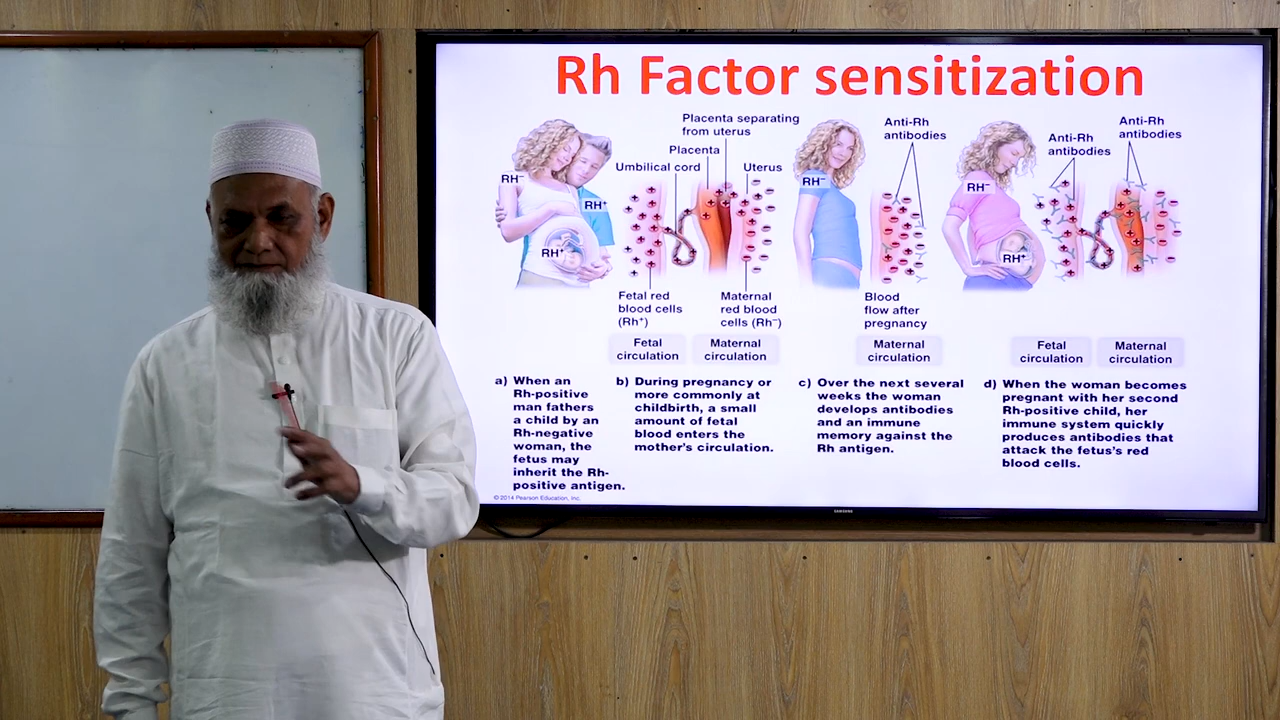 Rh Factor sensitization
Placenta separating
from uterus
Placenta
Umbilical cord
Uterus
RH⁻
RH⁺
RH⁺
Fetal red
blood cells
(Rh⁺)
Maternal
red blood
cells (Rh⁻)
Fetal
circulation
Maternal
circulation
Anti-Rh
antibodies
RH⁻
Blood
flow after
pregnancy
Maternal
circulation
Anti-Rh
antibodies
Anti-Rh
antibodies
RH⁻
RH⁺
Fetal
circulation
Maternal
circulation
a) When an
Rh-positive
man fathers
a child by an
Rh-negative
woman, the
fetus may
inherit the Rh-
positive antigen.
b) During pregnancy or
more commonly at
childbirth, a small
amount of fetal
blood enters the
mother's circulation.
c) Over the next several
weeks the woman
develops antibodies
and an immune
memory against the
Rh antigen.
d) When the woman becomes
pregnant with her second
Rh-positive child, her
immune system quickly
produces antibodies that
attack the fetus's red
blood cells.
© 2014 Pearson Education, Inc.
SAMSUNG